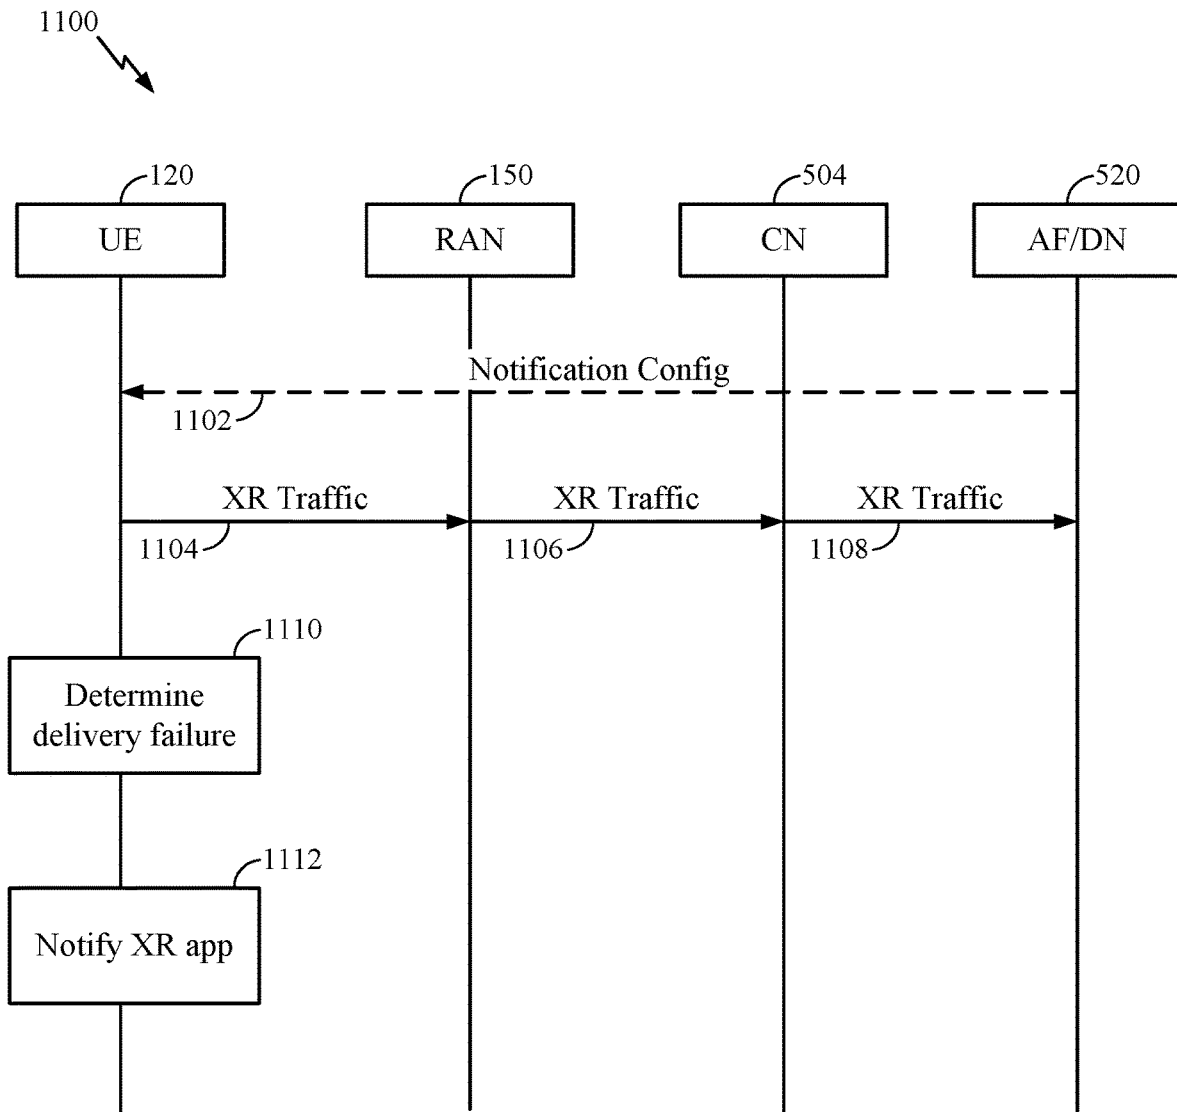 1100
120
150
504
520
UE
RAN
CN
AF/DN
Notification Config
1102
XR Traffic
XR Traffic
XR Traffic
1104
1106
1108
1110
Determine
delivery failure
1112
Notify XR app